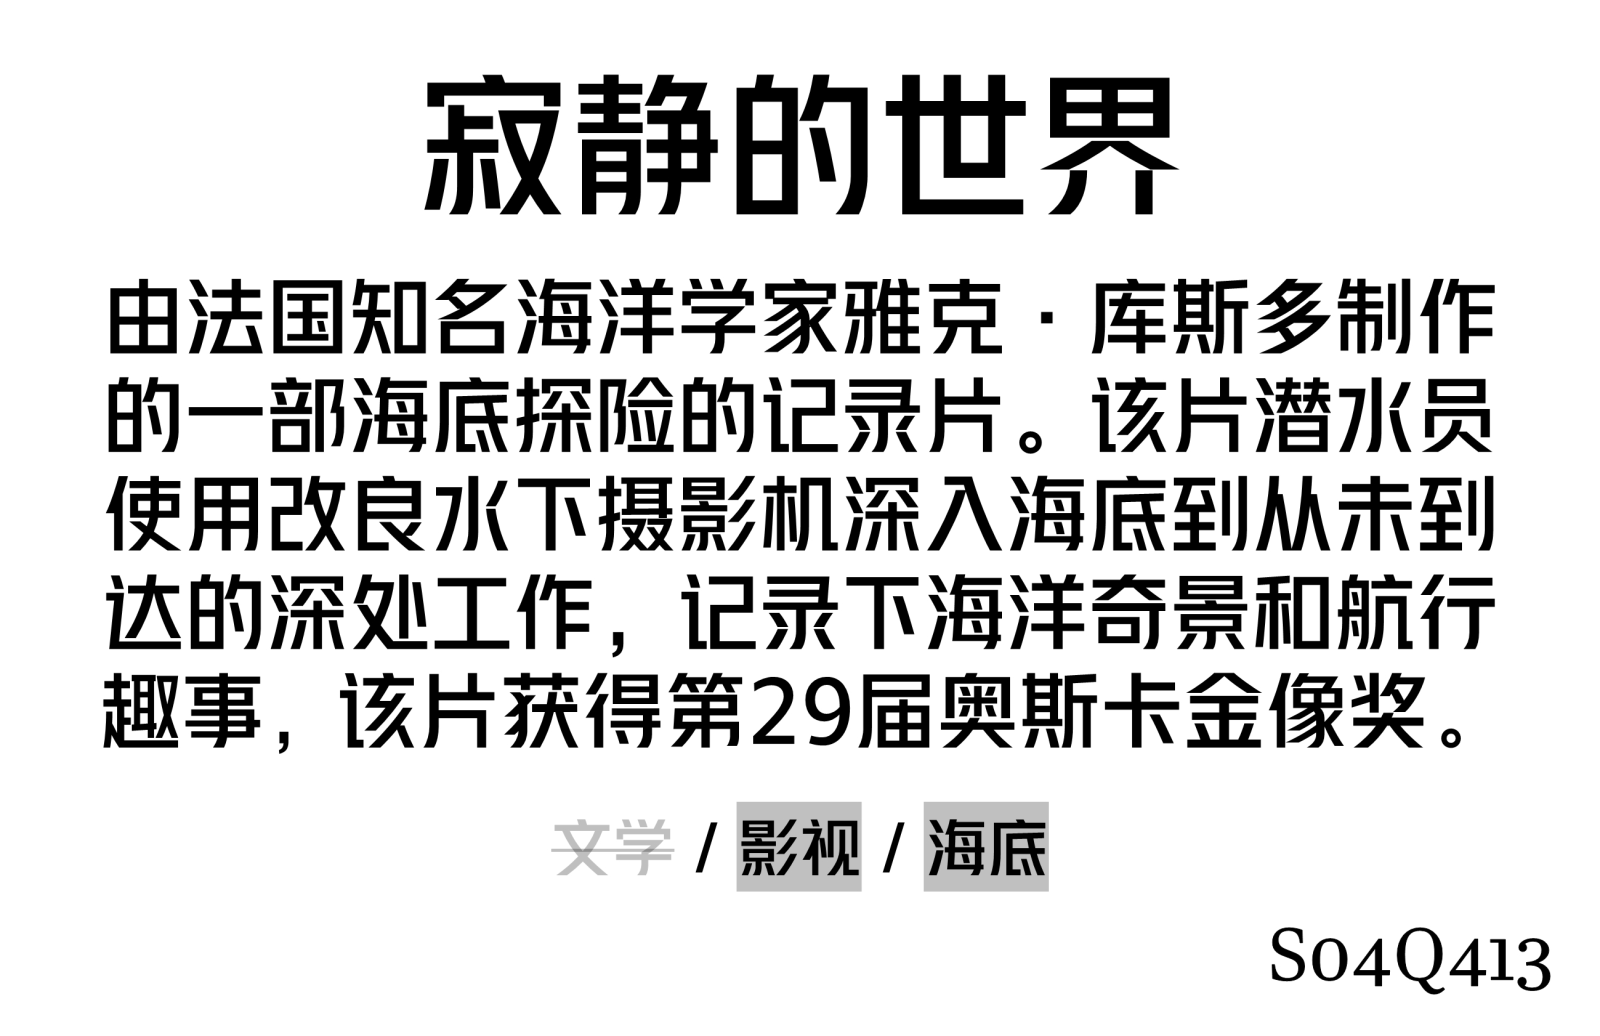 寂静的世界
由法国知名海洋学家雅克·库斯多制作
的一部海底探险的记录片。该片潜水员
使用改良水下摄影机深入海底到从未到
达的深处工作，记录下海洋奇景和航行
趣事，该片获得第29届奥斯卡金像奖。
文学 / 影视 / 海底
S04Q413